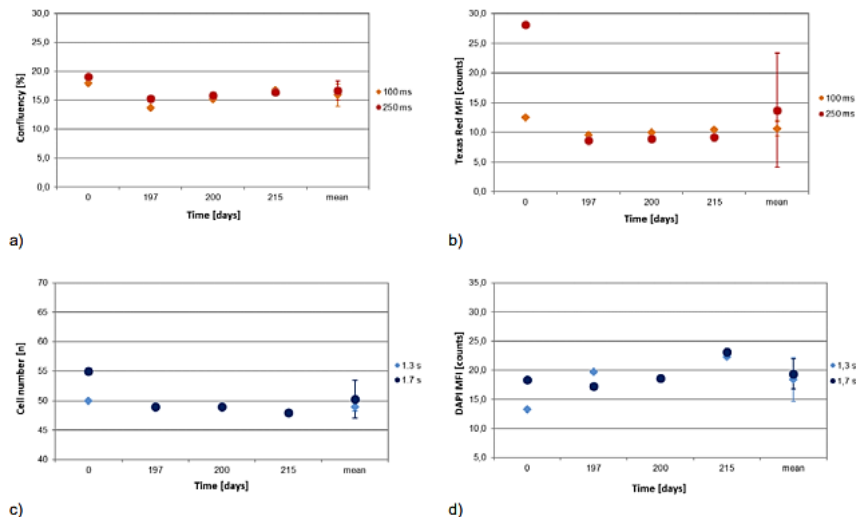 30,0
25,0
20,0
15,0
10,0
5,0
0,0
Confluency [%]
0 197 200 215 mean
Time [days]
100 ms
250 ms
a)
30,0
25,0
20,0
15,0
10,0
5,0
0,0
Texas Red MFI [counts]
0 197 200 215 mean
Time [days]
100 ms
250 ms
b)
70
65
60
55
50
45
40
Cell number [n]
0 197 200 215 mean
Time [days]
1.3 s
1.7 s
c)
35,0
30,0
25,0
20,0
15,0
10,0
5,0
DAPI MFI [counts]
0 197 200 215 mean
Time [days]
1,3 s
1,7 s
d)